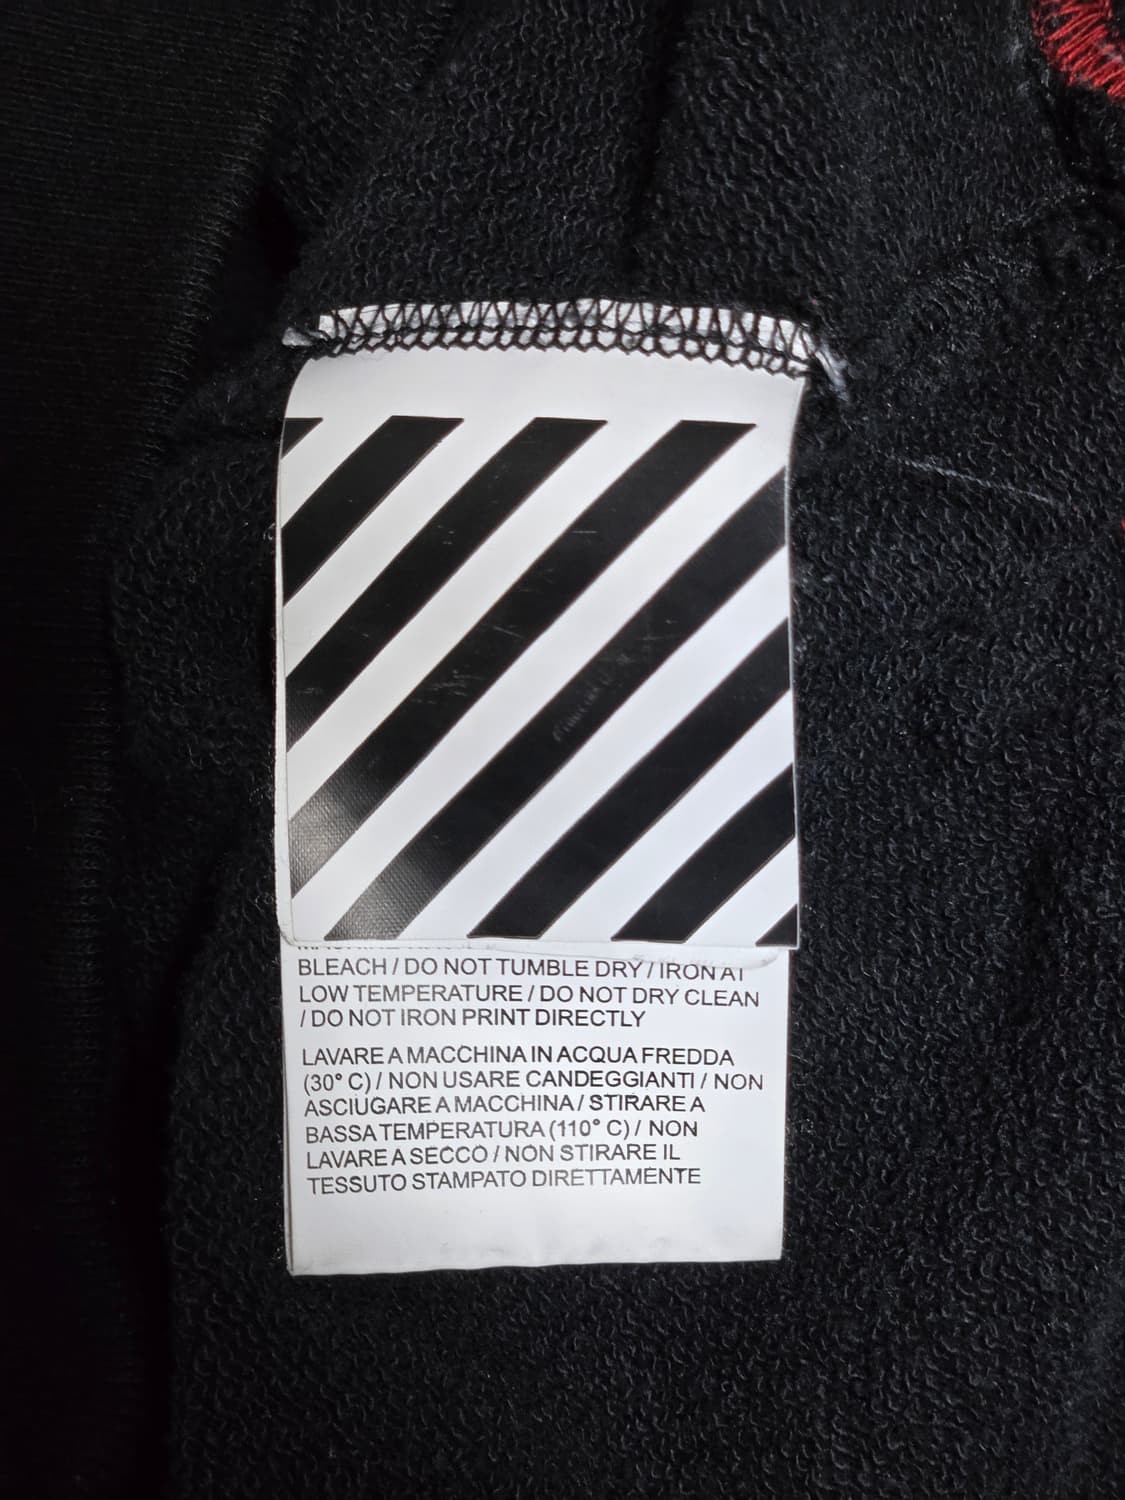 BLEACH / DO NOT TUMBLE DRY / IRON AT
LOW TEMPERATURE / DO NOT DRY CLEAN
/ DO NOT IRON PRINT DIRECTLY
LAVARE A MACCHINA IN ACQUA FREDDA
(30° C) / NON USARE CANDEGGIANTI / NON
ASCIUGARE A MACCHINA / STIRARE A
BASSA TEMPERATURA (110° C) / NON
LAVARE A SECCO / NON STIRARE IL
TESSUTO STAMPATO DIRETTAMENTE